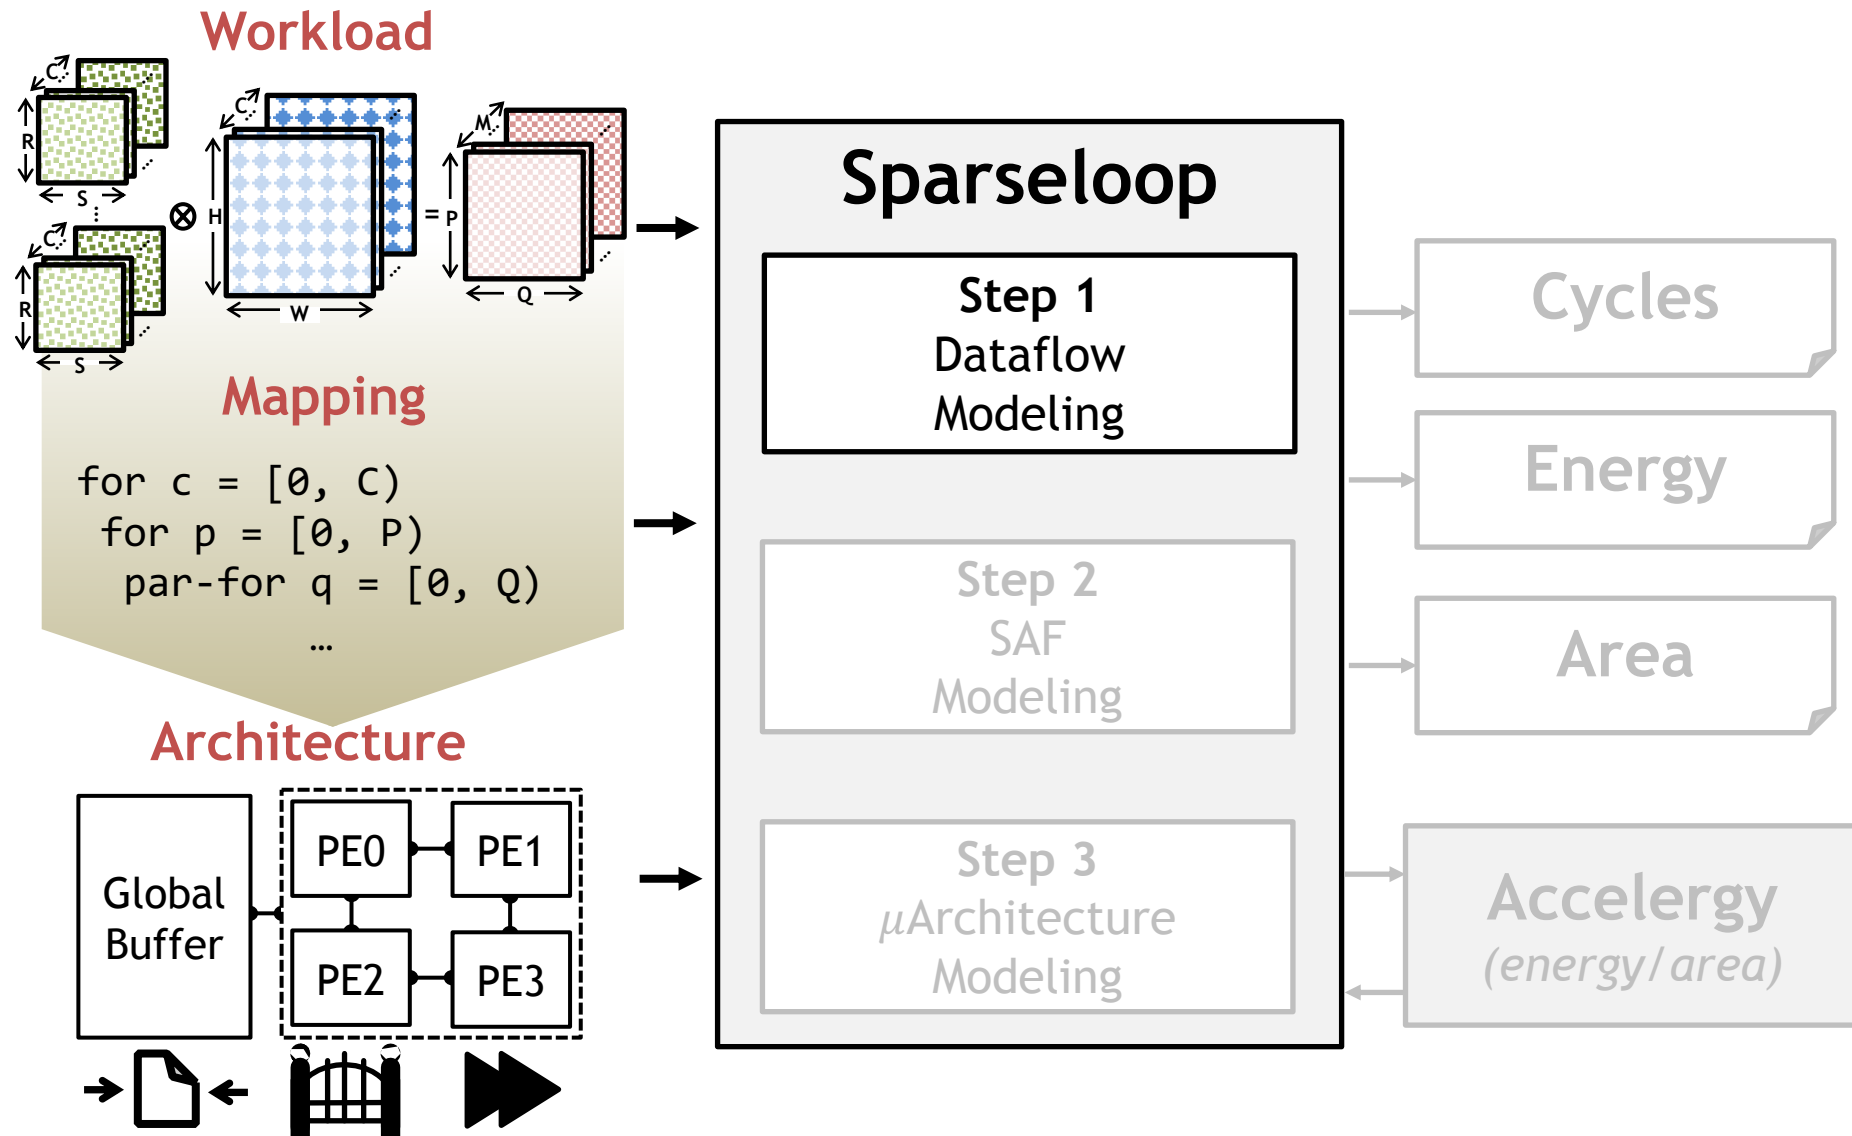 Workload
C
R
S
C
R
S
⊗
C
H
W
=
M
P
Q
Mapping
for c = [0, C)
for p = [0, P)
par-for q = [0, Q)
…
Architecture
Global
Buffer
PE0
PE1
PE2
PE3
Sparseloop
Step 1
Dataflow
Modeling
Step 2
SAF
Modeling
Step 3
μArchitecture
Modeling
Cycles
Energy
Area
Accelergy
(energy/area)